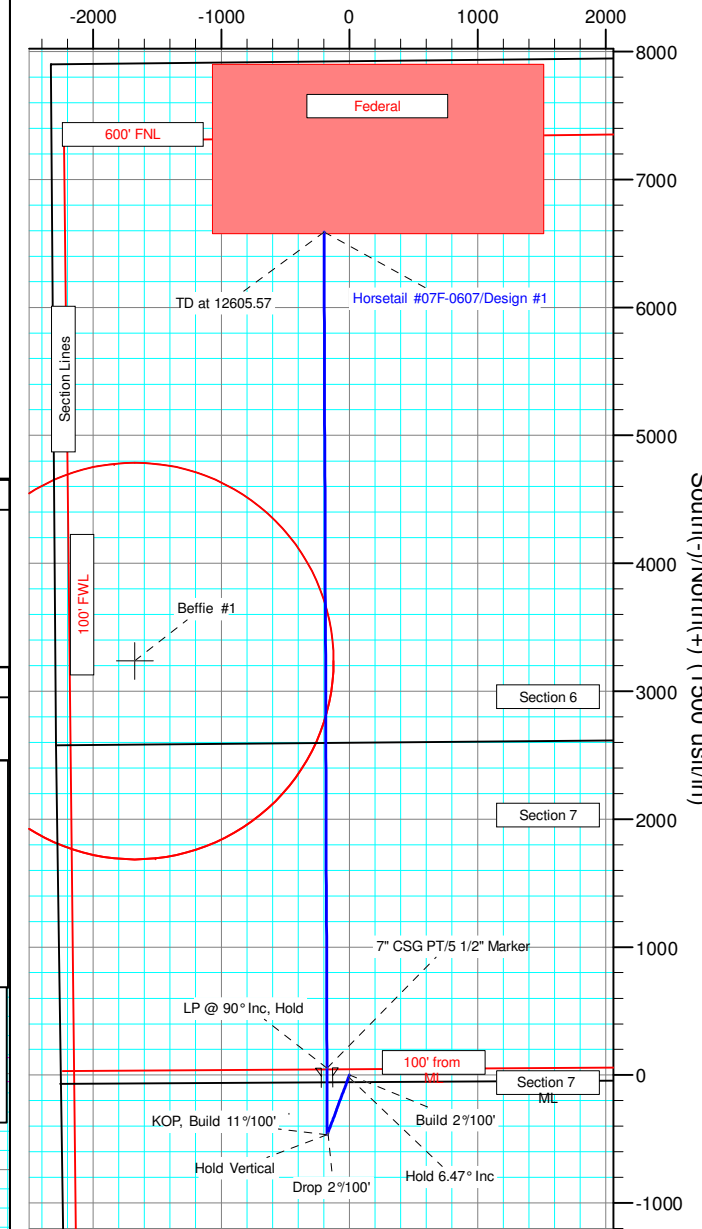 -2000 -1000 0 1000 2000
8000
Federal
600' FNL
7000
TD at 12605.57
Horsetail #07F-0607/Design #1
6000
Section Lines
5000
100' FWL
4000
Beffie #1
South(-)/North(+) (1500 usft/in)
3000
Section 6
Section 7
2000
7" CSG PT/5 1/2" Marker
1000
LP @ 90° Inc, Hold
100' from
ML
0
Section 7
ML
KOP, Build 11°/100'
Build 2°/100'
Hold Vertical
Hold 6.47° Inc
Drop 2°/100'
-1000